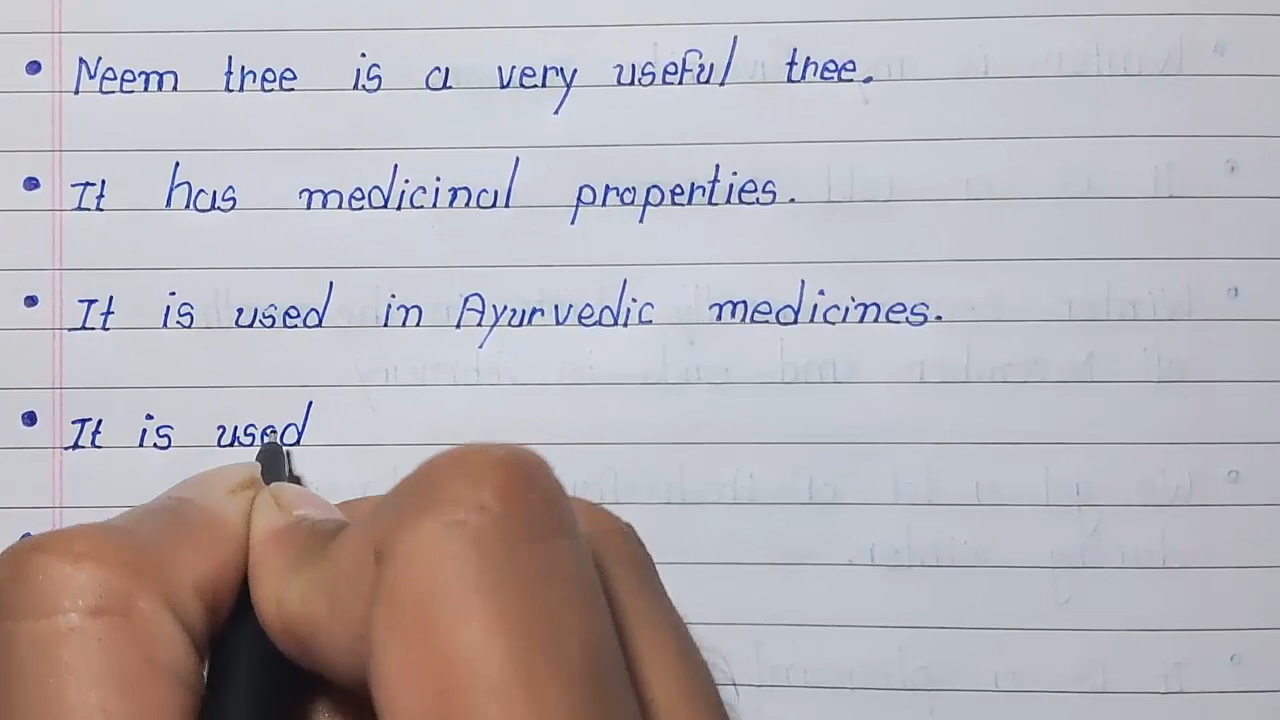 • Neem tree is a very useful tree.
• It has medicinal properties.
• It is used in Ayurvedic medicines.
• It is used